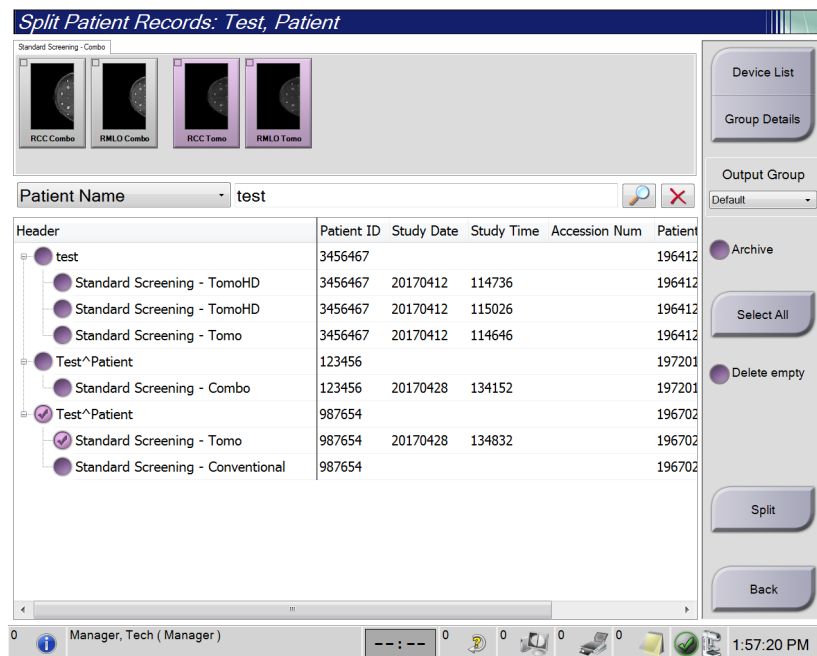 Split Patient Records: Test, Patient
Standard Screening - Combo
RCC Combo
RMLO Combo
RCC Tomo
RMLO Tomo
Device List
Group Details
Output Group
Default
Archive
Select All
Delete empty
Split
Back
Patient Name test
Header Patient ID Study Date Study Time Accession Num Patient
test 3456467 196412
Standard Screening - TomoHD 3456467 20170412 114736 196412
Standard Screening - TomoHD 3456467 20170412 115026 196412
Standard Screening - Tomo 3456467 20170412 114646 196412
Test^Patient 123456 197201
Standard Screening - Combo 123456 20170428 134152 197201
Test^Patient 987654 196702
Standard Screening - Tomo 987654 20170428 134832 196702
Standard Screening - Conventional 987654 196702
0 Manager, Tech ( Manager ) --:-- 0 0 0 0 1:57:20 PM